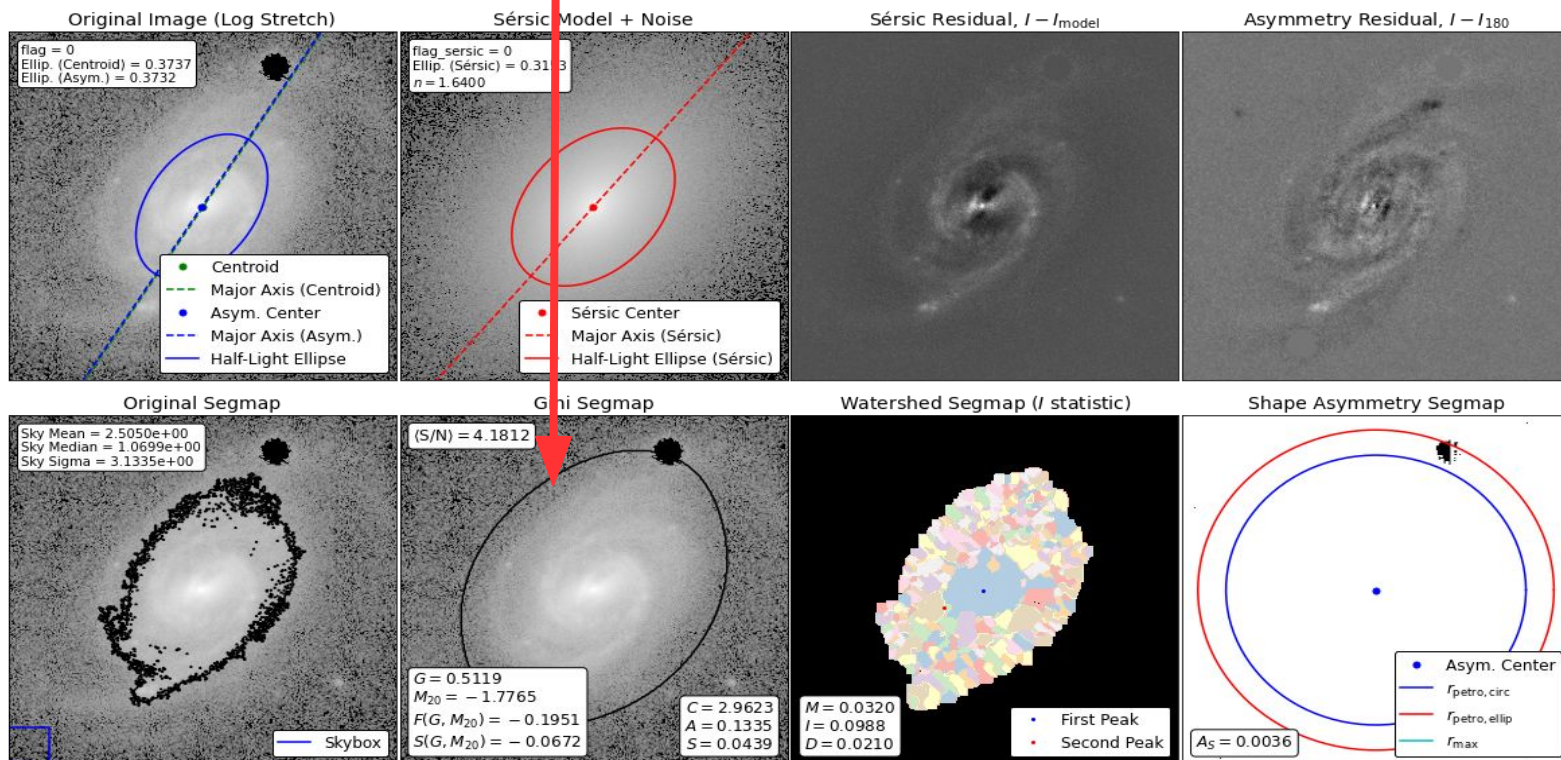 Original Image (Log Stretch)
flag = 0
Ellip. (Centroid) = 0.3737
Ellip. (Asym.) = 0.3732
Centroid
Major Axis (Centroid)
Asym. Center
Major Axis (Asym.)
Half-Light Ellipse
Sérsic Model + Noise
flag_sersic = 0
Ellip. (Sérsic) =
n = 1.6400
Sérsic Center
Major Axis (Sérsic)
Half-Light Ellipse (Sérsic)
Sérsic Residual, I − I_model
Asymmetry Residual, I − I_180
Original Segmap
Sky Mean = 2.5050e+00
Sky Median = 1.0699e+00
Sky Sigma = 3.1335e+00
Skybox
Gini Segmap
⟨S/N⟩ = 4.1812
G = 0.5119
M_20 = −1.7765
F(G, M_20) = −0.1951
S(G, M_20) = −0.0672
C = 2.9623
A = 0.1335
S = 0.0439
Watershed Segmap (I statistic)
M = 0.0320
I = 0.0988
D = 0.0210
First Peak
Second Peak
Shape Asymmetry Segmap
A_S = 0.0036
Asym. Center
r_petro,circ
r_petro,ellip
r_max